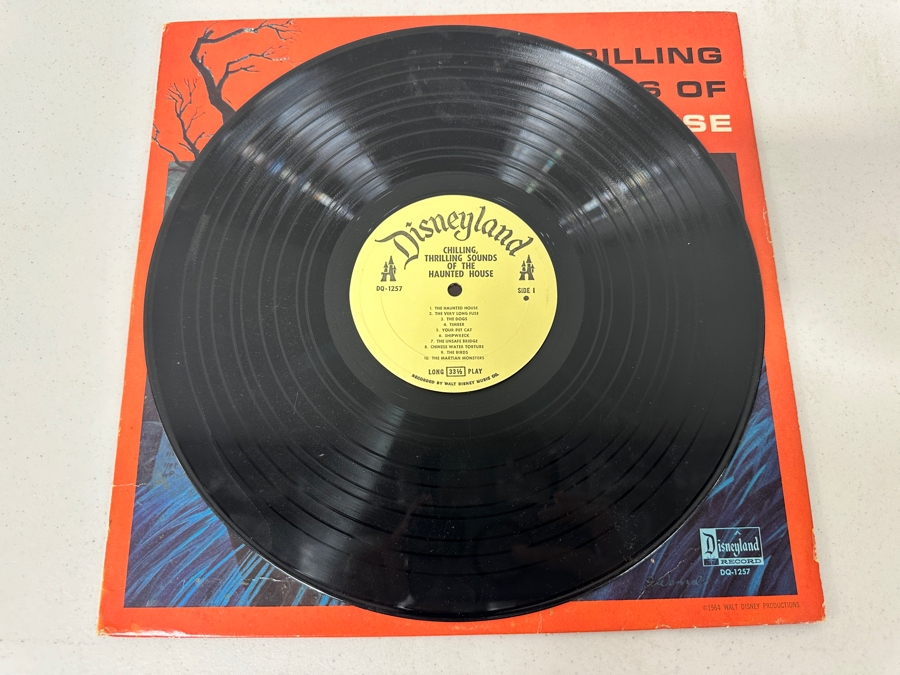 RILLING
S OF
SE
Disneyland
CHILLING,
THRILLING SOUNDS
OF THE
HAUNTED HOUSE
DQ-1257
SIDE 1
1. THE HAUNTED HOUSE
2. THE VERY LONG FUSE
3. THE DOGS
4. TIMBER
5. YOUR PET CAT
6. SHIPWRECK
7. THE UNSAFE BRIDGE
8. CHINESE WATER TORTURE
9. THE BIRDS
10. THE MARTIAN MONSTERS
LONG 33⅓ PLAY
RECORDED BY WALT DISNEY MUSIC CO.
Disneyland
RECORD
DQ-1257
©1964 WALT DISNEY PRODUCTIONS